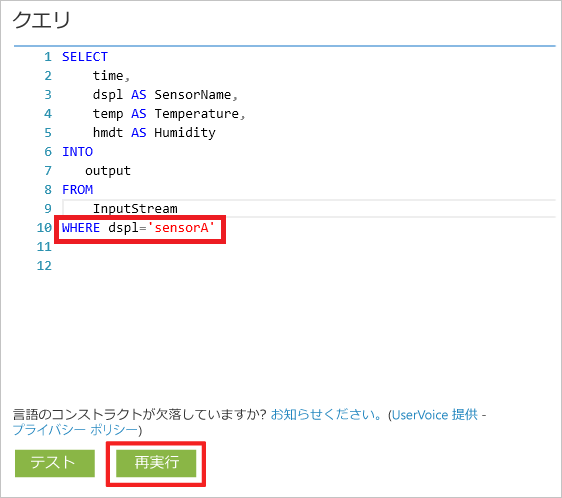 クエリ
1 SELECT
2 time,
3 dspl AS SensorName,
4 temp AS Temperature,
5 hmdt AS Humidity
6 INTO
7 output
8 FROM
9 InputStream
10 WHERE dspl='sensorA'
11
12
言語のコンストラクトが欠落していますか? お知らせください。(UserVoice 提供 -
プライバシー ポリシー)
テスト 再実行